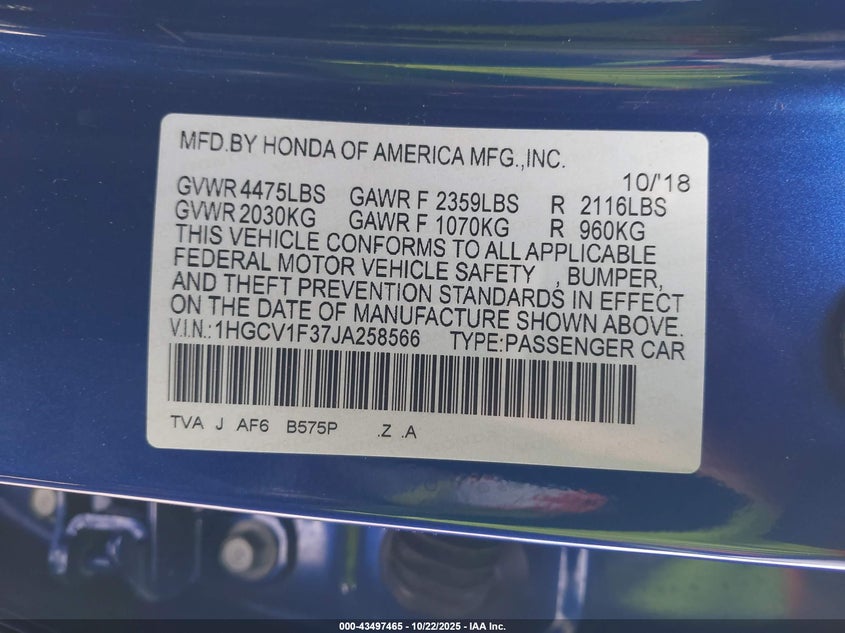 MFD.BY HONDA OF AMERICA MFG.,INC.
10/'18
GVWR 4475LBS GAWR F 2359LBS R 2116LBS
GVWR 2030KG GAWR F 1070KG R 960KG
THIS VEHICLE CONFORMS TO ALL APPLICABLE
FEDERAL MOTOR VEHICLE SAFETY , BUMPER,
AND THEFT PREVENTION STANDARDS IN EFFECT
ON THE DATE OF MANUFACTURE SHOWN ABOVE.
V.I.N.:1HGCV1F37JA258566 TYPE:PASSENGER CAR
TVA J AF6 B575P .Z .A
000-43497465 - 10/22/2025 - IAA Inc.